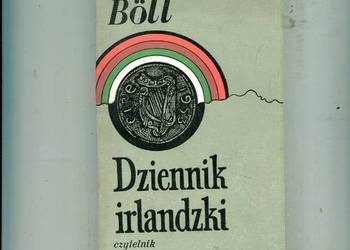 Böll
Dziennik
irlandzki
czytelnik